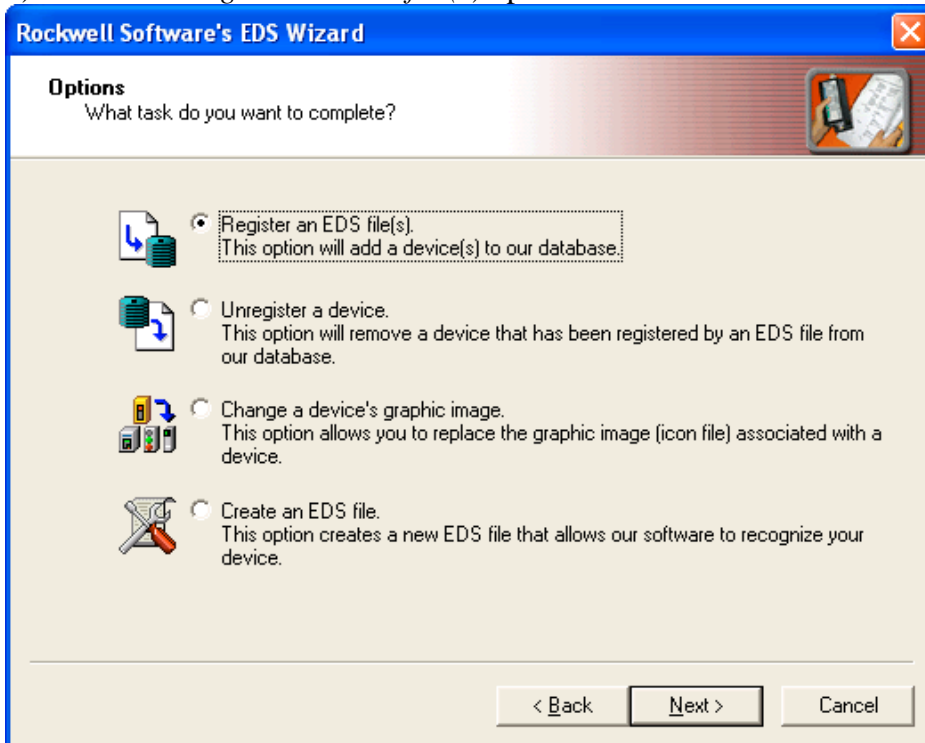 Rockwell Software's EDS Wizard
Options
What task do you want to complete?
Register an EDS file(s).
This option will add a device(s) to our database.
Unregister a device.
This option will remove a device that has been registered by an EDS file from
our database.
Change a device's graphic image.
This option allows you to replace the graphic image (icon file) associated with a
device.
Create an EDS file.
This option creates a new EDS file that allows our software to recognize your
device.
< Back
Next >
Cancel